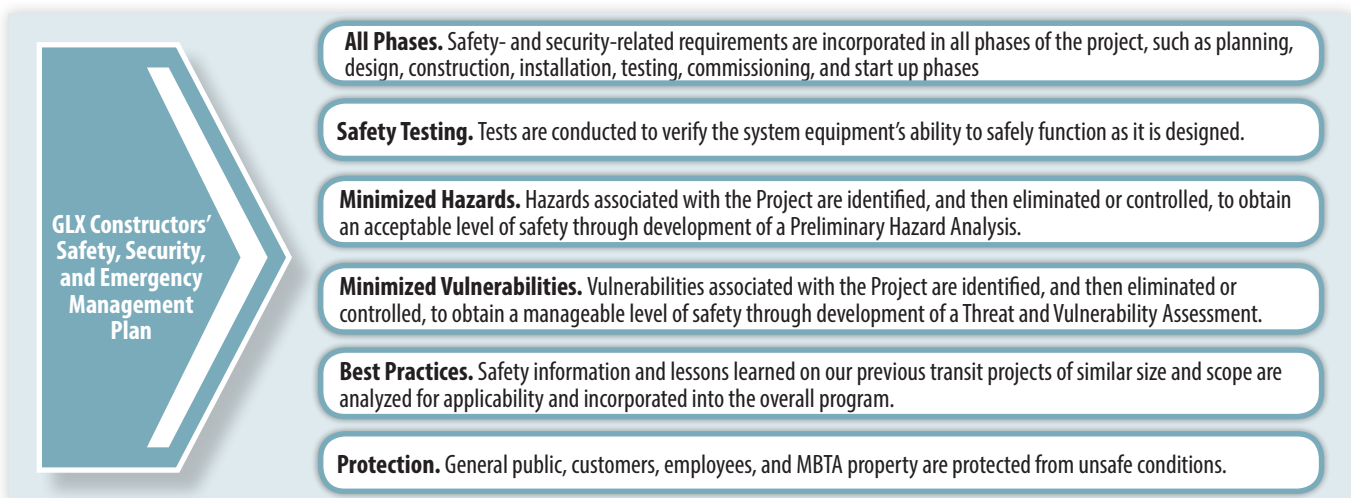 GLX Constructors'
Safety, Security,
and Emergency
Management
Plan
All Phases. Safety- and security-related requirements are incorporated in all phases of the project, such as planning,
design, construction, installation, testing, commissioning, and start up phases
Safety Testing. Tests are conducted to verify the system equipment's ability to safely function as it is designed.
Minimized Hazards. Hazards associated with the Project are identified, and then eliminated or controlled, to obtain
an acceptable level of safety through development of a Preliminary Hazard Analysis.
Minimized Vulnerabilities. Vulnerabilities associated with the Project are identified, and then eliminated or
controlled, to obtain a manageable level of safety through development of a Threat and Vulnerability Assessment.
Best Practices. Safety information and lessons learned on our previous transit projects of similar size and scope are
analyzed for applicability and incorporated into the overall program.
Protection. General public, customers, employees, and MBTA property are protected from unsafe conditions.